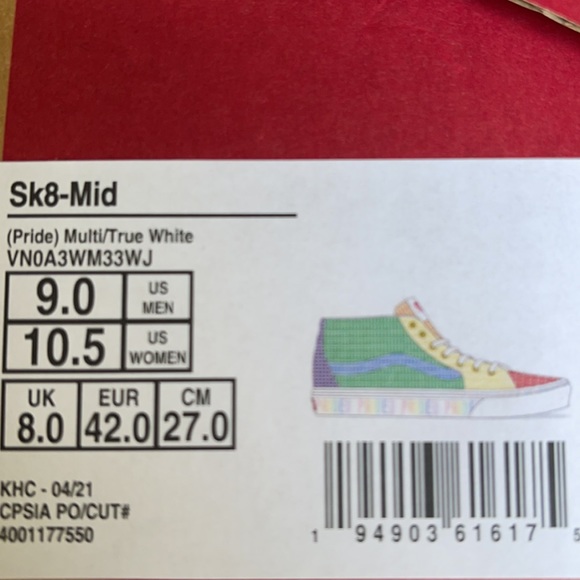 Sk8-Mid
(Pride) Multi/True White
VN0A3WM33WJ
9.0 US MEN
10.5 US WOMEN
UK EUR CM
8.0 42.0 27.0
KHC - 04/21
CPSIA PO/CUT#
4001177550
1 94903 61617 5